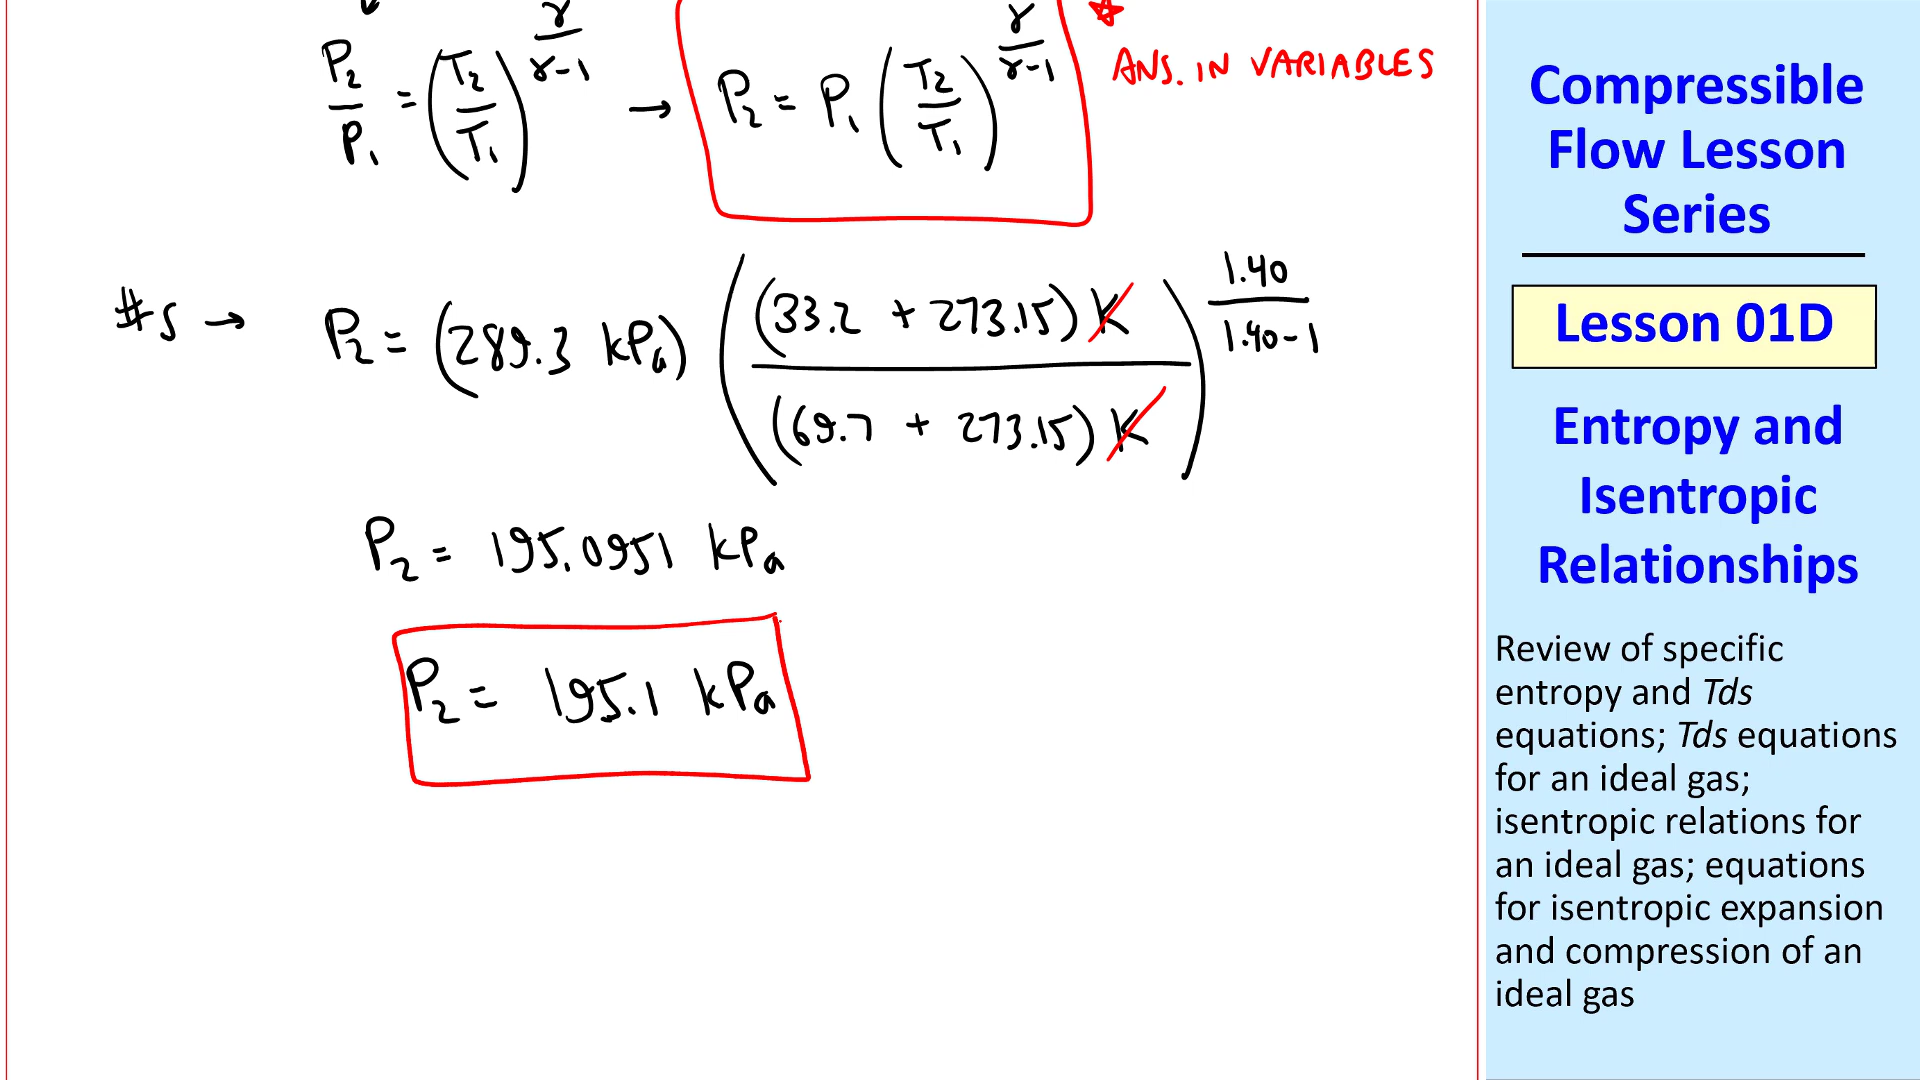 P₂/P₁ = (T₂/T₁)^(γ/(γ-1)) → P₂ = P₁ (T₂/T₁)^(γ/(γ-1)) ANS. IN VARIABLES
#s → P₂ = (289.3 kPa) ((33.2 + 273.15) K / (69.7 + 273.15) K)^(1.40/(1.40-1))
P₂ = 195.0951 kPa
P₂ = 195.1 kPa
Compressible
Flow Lesson
Series
Lesson 01D
Entropy and
Isentropic
Relationships
Review of specific
entropy and Tds
equations; Tds equations
for an ideal gas;
isentropic relations for
an ideal gas; equations
for isentropic expansion
and compression of an
ideal gas